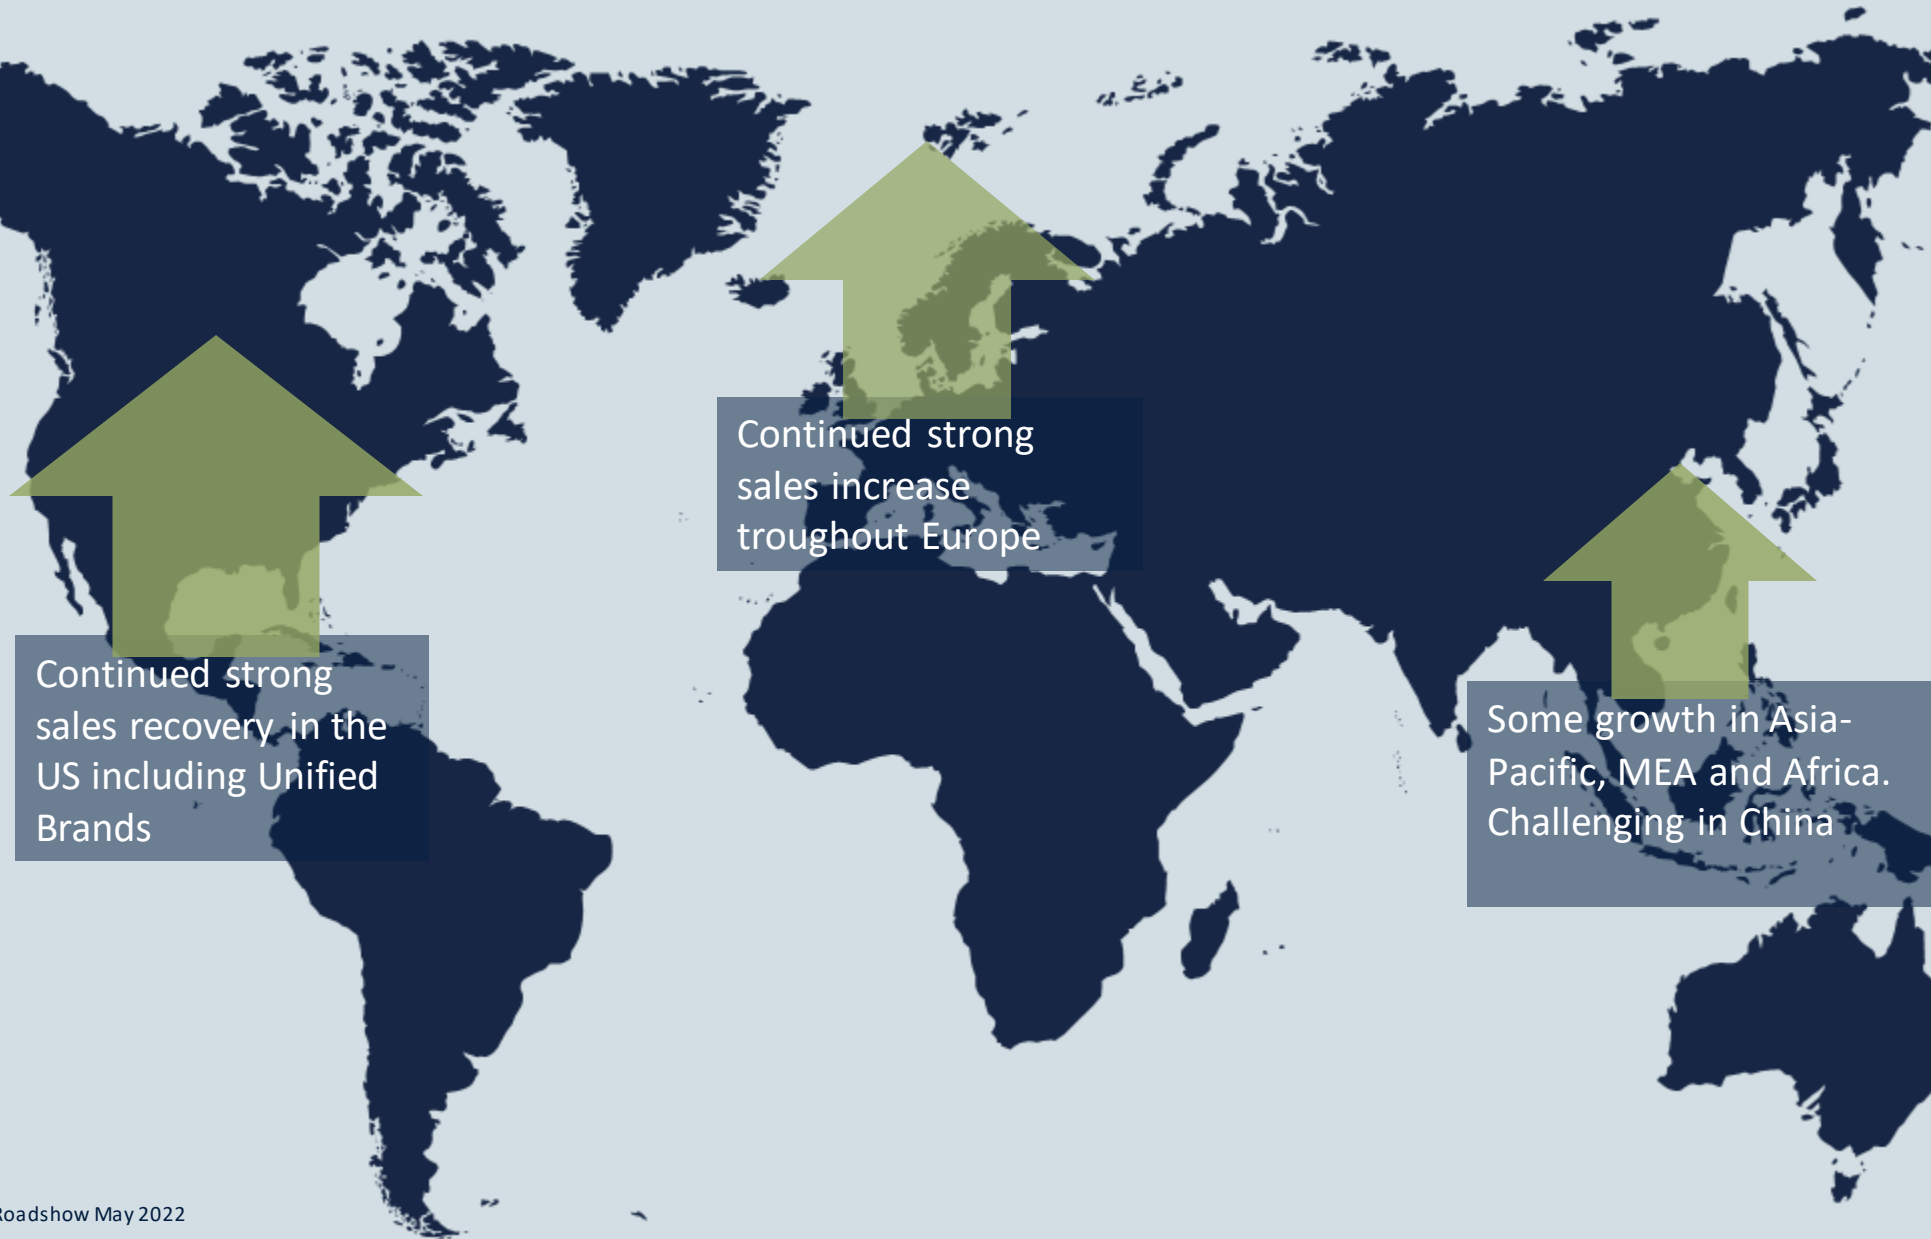 Continued strong
sales recovery in the
US including Unified
Brands
Continued strong
sales increase
troughout Europe
Some growth in Asia-
Pacific, MEA and Africa.
Challenging in China
Roadshow May 2022